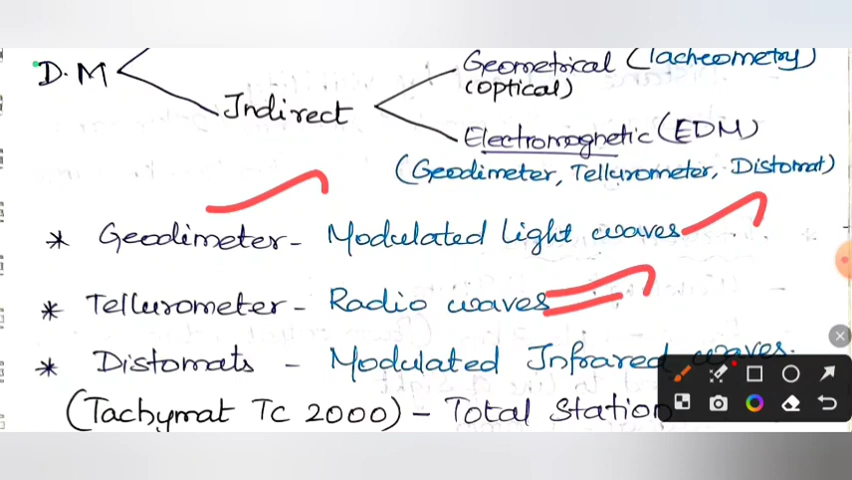 Geometrical (Tacheometry)
D.M
(optical)
Indirect
Electromagnetic (EDM)
(Geodimeter, Tellurometer, Distomat)
* Geodimeter - Modulated light waves
* Tellurometer - Radio waves
* Distomats - Modulated Infrared waves.
(Tachymat TC 2000) - Total Station